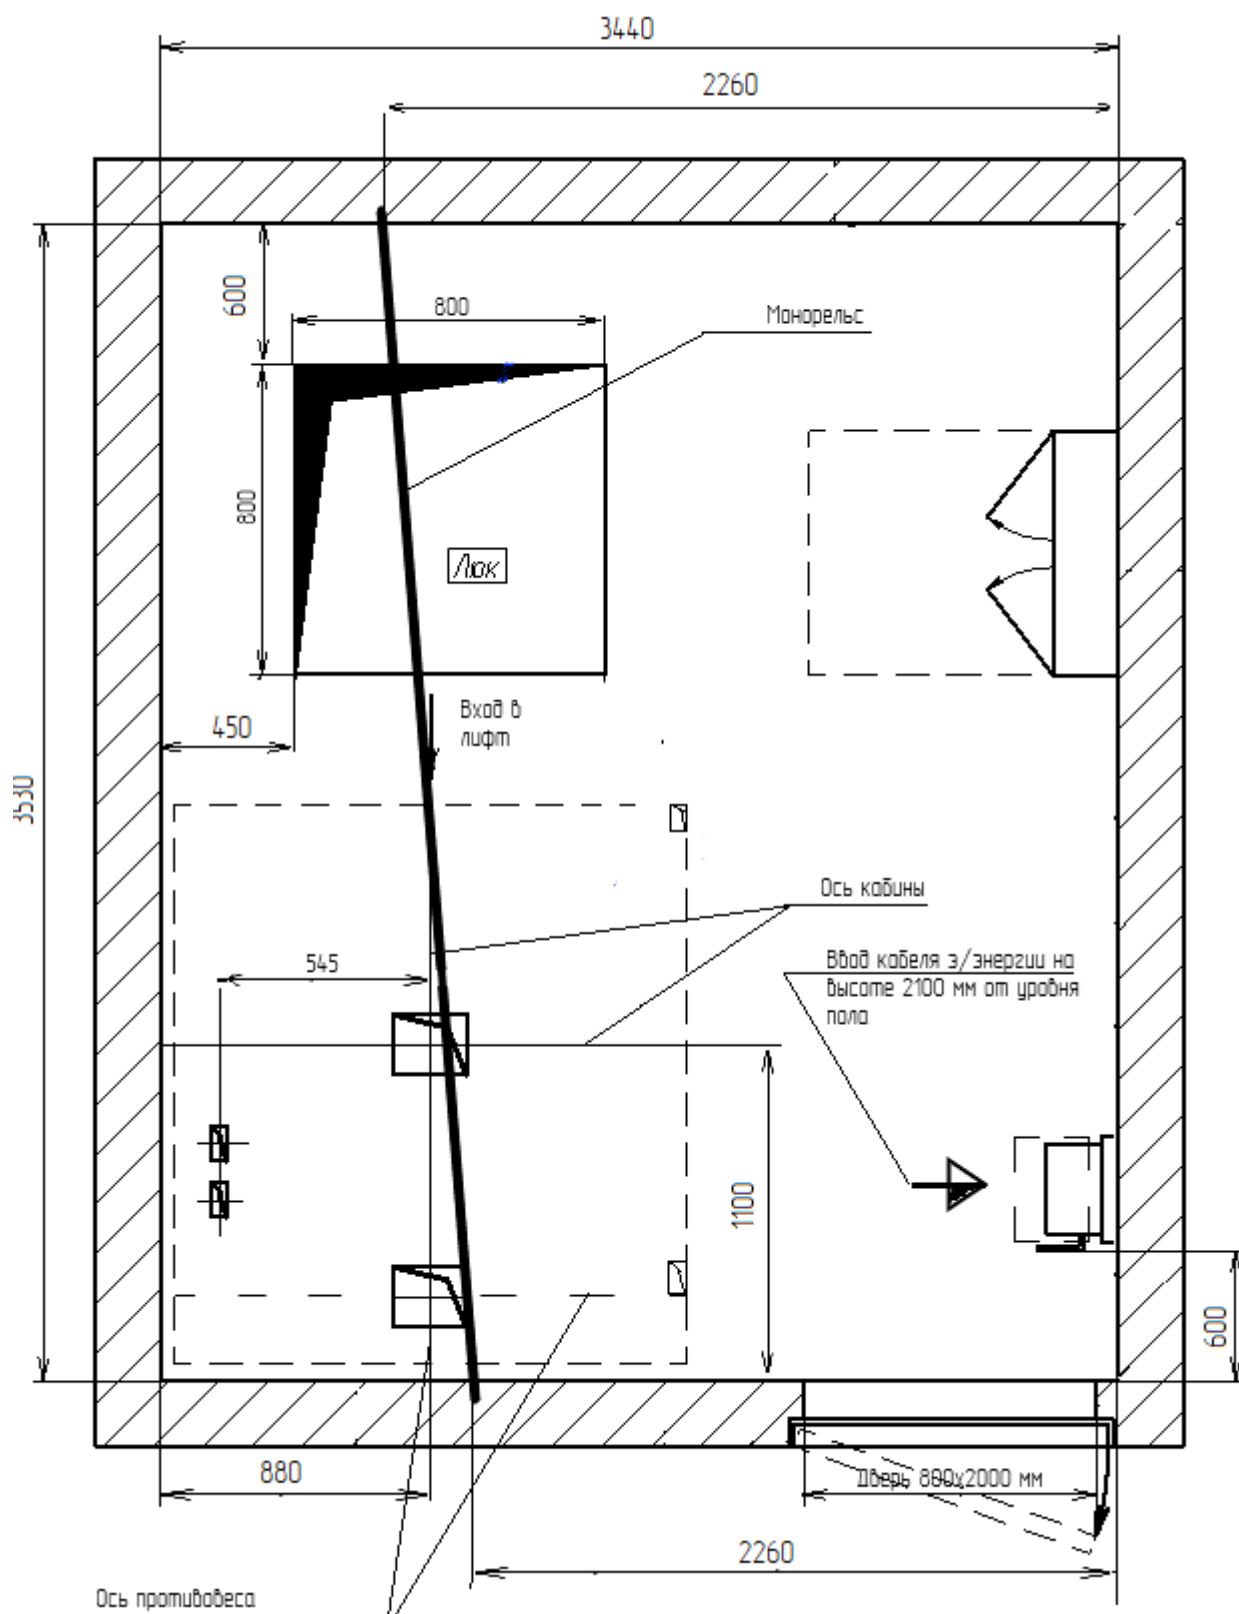 3440
2260
600
800
Монорельс
800
Люк
Вход в
лифт
450
3530
Ось кабины
545
Ввод кабеля э/энергии на
высоте 2100 мм от уровня
пола
1100
600
880
Дверь 800х2000 мм
2260
Ось противовеса